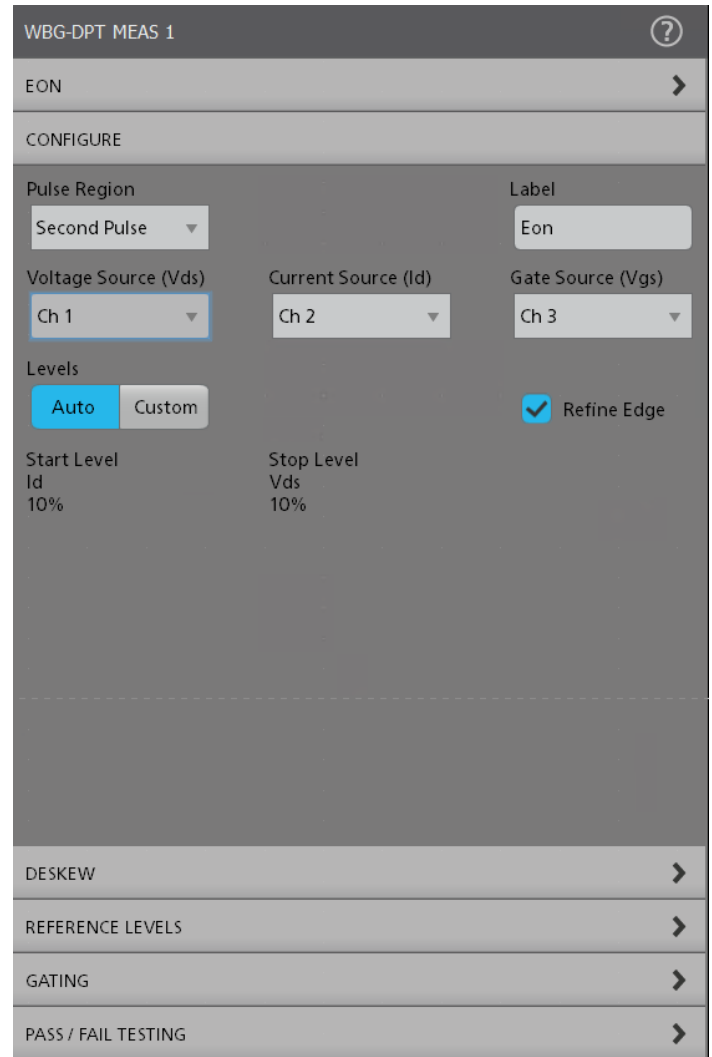 WBG-DPT MEAS 1
?
EON
CONFIGURE
Pulse Region Label
Second Pulse Eon
Voltage Source (Vds) Current Source (Id) Gate Source (Vgs)
Ch 1 Ch 2 Ch 3
Levels
Auto Custom Refine Edge
Start Level Stop Level
Id Vds
10% 10%
DESKEW
REFERENCE LEVELS
GATING
PASS / FAIL TESTING